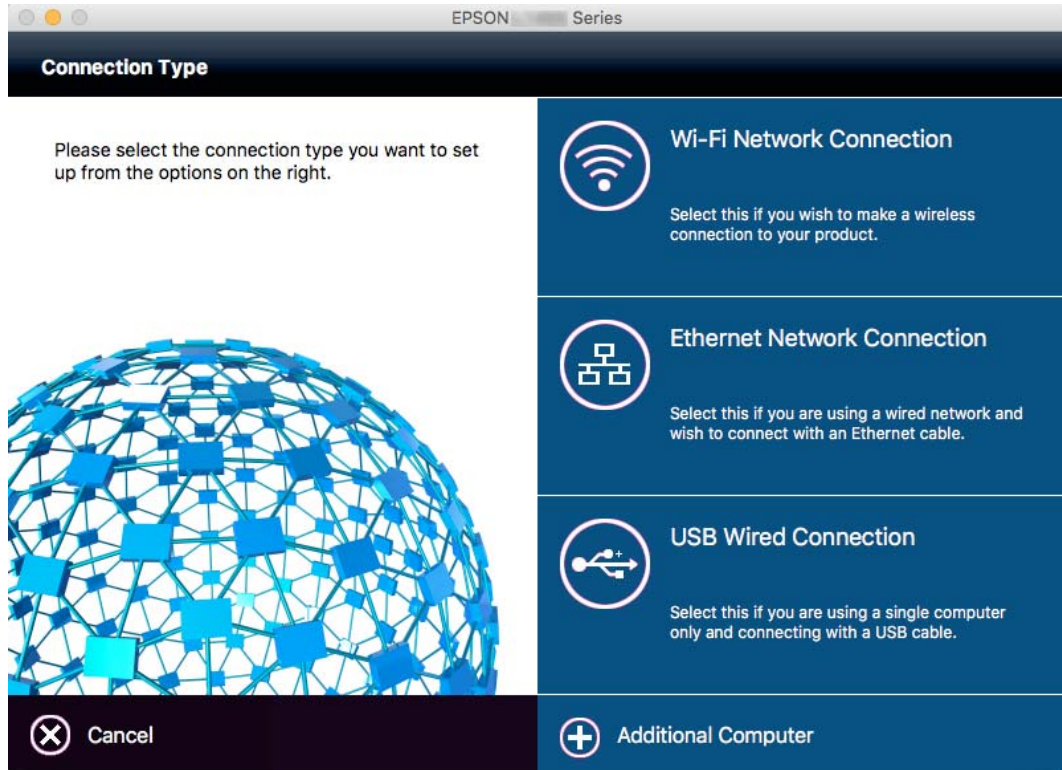 EPSON Series
Connection Type
Please select the connection type you want to set
up from the options on the right.
Wi-Fi Network Connection
Select this if you wish to make a wireless
connection to your product.
Ethernet Network Connection
Select this if you are using a wired network and
wish to connect with an Ethernet cable.
USB Wired Connection
Select this if you are using a single computer
only and connecting with a USB cable.
Cancel
Additional Computer